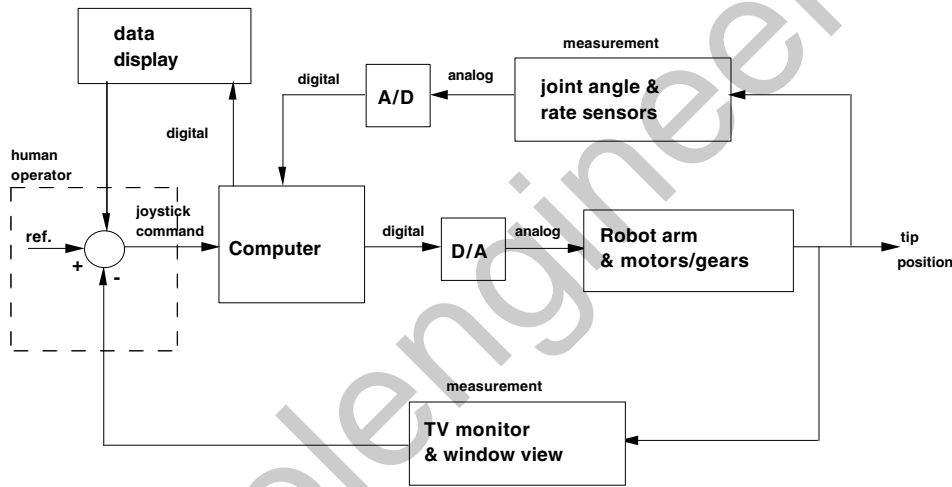 data
display
measurement
joint angle &
rate sensors
analog
A/D
digital
digital
human
operator
joystick
command
ref.
+
-
Computer
digital
D/A
analog
Robot arm
& motors/gears
tip
position
measurement
TV monitor
& window view